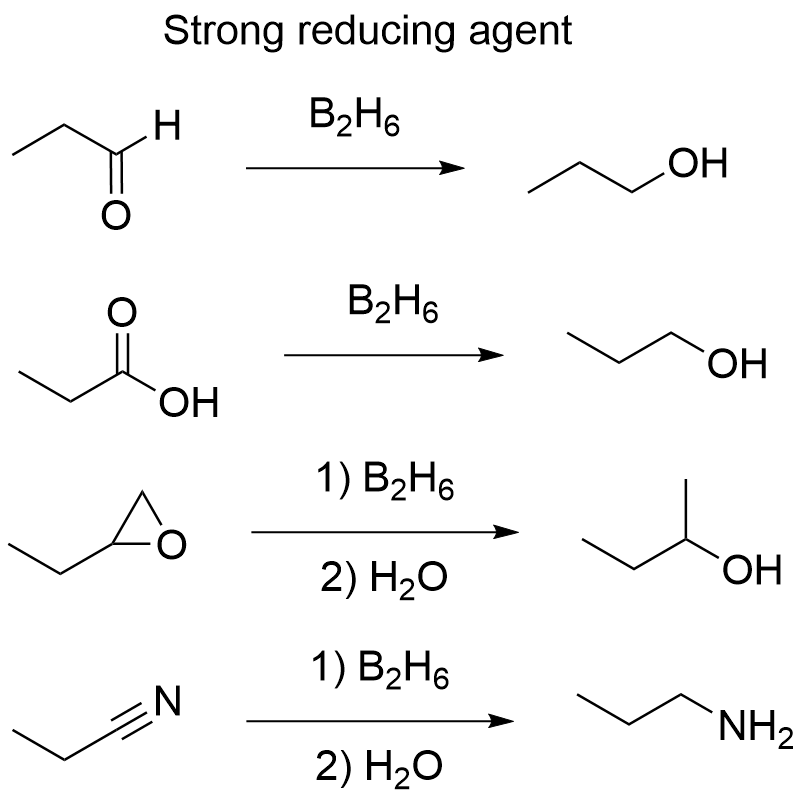 Strong reducing agent
H
O
B₂H₆
OH
O
OH
B₂H₆
OH
O
1) B₂H₆
2) H₂O
OH
N
1) B₂H₆
2) H₂O
NH₂